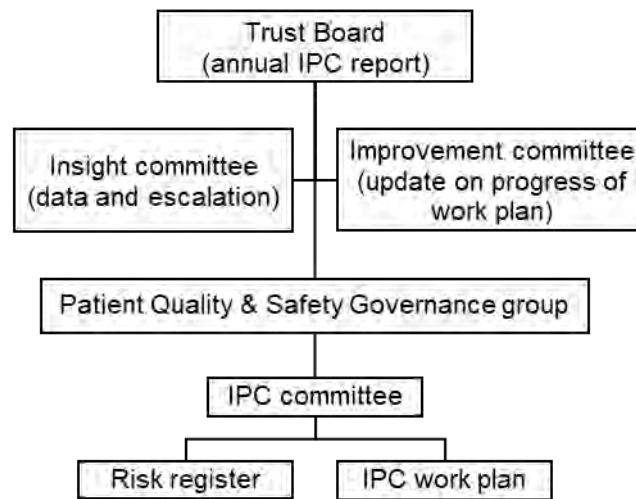 Trust Board
(annual IPC report)
Insight committee
(data and escalation)
Improvement committee
(update on progress of
work plan)
Patient Quality & Safety Governance group
IPC committee
Risk register
IPC work plan